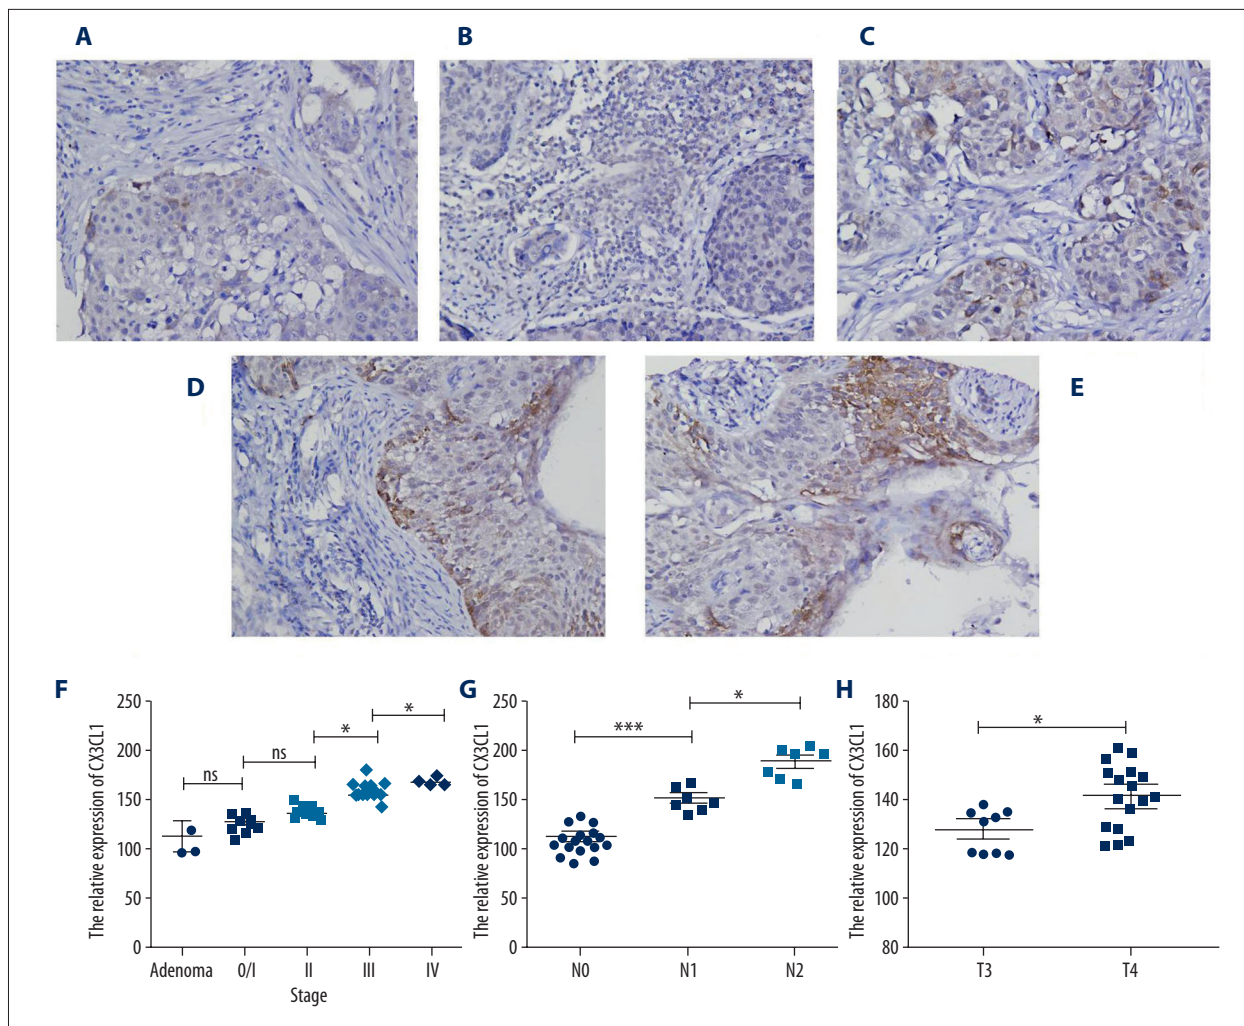 A
B
C
D
E
F
The relative expression of CX3CL1
250
200
150
100
50
0
ns
ns
*
*
Adenoma 0/I II III IV
Stage
G
The relative expression of CX3CL1
250
200
150
100
50
0
***
*
N0 N1 N2
H
The relative expression of CX3CL1
180
160
140
120
100
80
*
T3 T4